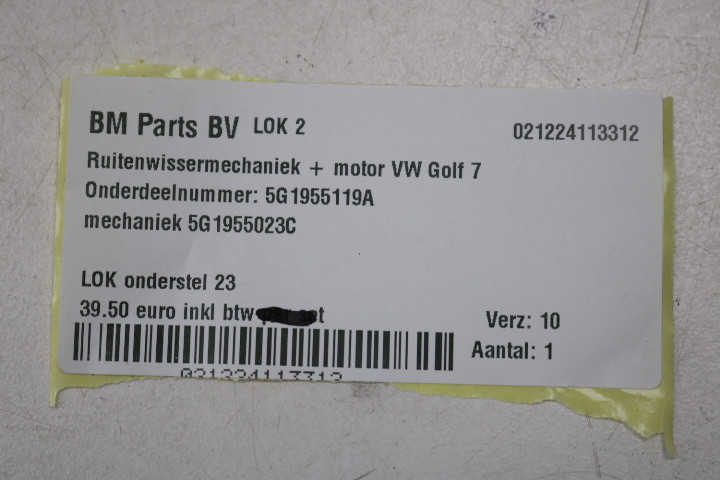 BM Parts BV LOK 2 021224113312
Ruitenwissermechaniek + motor VW Golf 7
Onderdeelnummer: 5G1955119A
mechaniek 5G1955023C
LOK onderstel 23
39.50 euro inkl btw
Verz: 10
Aantal: 1
021224113312